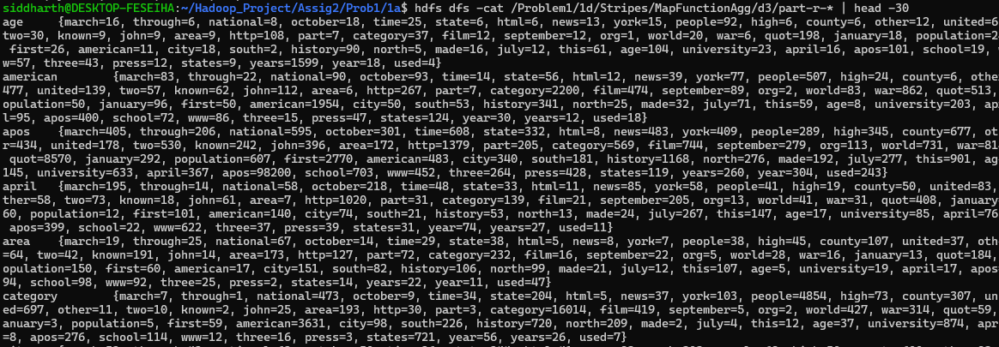 siddharth@DESKTOP-FESEIHA:~/Hadoop_Project/Assig2/Prob1/1a$ hdfs dfs -cat /Problem1/1d/Stripes/MapFunctionAgg/d3/part-r-* | head -30
age     {march=16, through=6, national=8, october=18, time=25, state=6, html=6, news=13, york=15, people=92, high=6, county=6, other=12, united=6
two=30, known=9, john=9, area=9, http=108, part=7, category=37, film=12, september=12, org=1, world=20, war=6, quot=198, january=18, population=2
first=26, american=11, city=18, south=2, history=90, north=5, made=16, july=12, this=61, age=104, university=23, april=16, apos=101, school=19,
w=57, three=43, press=12, states=9, years=1599, year=18, used=4}
american        {march=83, through=22, national=90, october=93, time=14, state=56, html=12, news=39, york=77, people=507, high=24, county=6, othe
477, united=139, two=57, known=62, john=112, area=6, http=267, part=7, category=2200, film=474, september=89, org=2, world=83, war=862, quot=513,
opulation=50, january=96, first=50, american=1954, city=50, south=53, history=341, north=25, made=32, july=71, this=59, age=8, university=203, apr
l=95, apos=400, school=72, www=86, three=15, press=47, states=124, year=30, years=12, used=18}
apos    {march=405, through=206, national=595, october=301, time=608, state=332, html=8, news=483, york=409, people=289, high=345, county=677, ot
r=434, united=178, two=530, known=242, john=396, area=172, http=1379, part=205, category=569, film=744, september=279, org=113, world=731, war=814
quot=8570, january=292, population=607, first=2770, american=483, city=340, south=181, history=1168, north=276, made=192, july=277, this=901, age
145, university=633, april=367, apos=98200, school=703, www=452, three=264, press=428, states=119, years=260, year=304, used=243}
april   {march=195, through=14, national=58, october=218, time=48, state=33, html=11, news=85, york=58, people=41, high=19, county=50, united=83,
ther=58, two=73, known=18, john=61, area=7, http=1020, part=31, category=139, film=21, september=205, org=13, world=41, war=31, quot=408, january
60, population=12, first=101, american=140, city=74, south=21, history=53, north=13, made=24, july=267, this=147, age=17, university=85, april=76
apos=399, school=22, www=622, three=37, press=39, states=31, year=74, years=27, used=11}
area    {march=19, through=25, national=67, october=14, time=29, state=38, html=5, news=8, york=7, people=38, high=45, county=107, united=37, oth
=64, two=42, known=191, john=14, area=173, http=127, part=72, category=232, film=16, september=22, org=5, world=28, war=16, january=13, quot=184,
opulation=150, first=60, american=17, city=151, south=82, history=106, north=99, made=21, july=12, this=107, age=5, university=19, april=17, apos
94, school=98, www=92, three=25, press=2, states=14, years=22, year=11, used=47}
category        {march=7, through=1, national=473, october=9, time=34, state=204, html=5, news=37, york=103, people=4854, high=73, county=307, un
ed=697, other=11, two=10, known=2, john=25, area=193, http=30, part=3, category=16014, film=419, september=5, org=2, world=427, war=314, quot=59,
anuary=3, population=5, first=59, american=3631, city=98, south=226, history=720, north=209, made=2, july=4, this=12, age=37, university=874, apr
=8, apos=276, school=114, www=12, three=16, press=3, states=721, year=56, years=26, used=7}